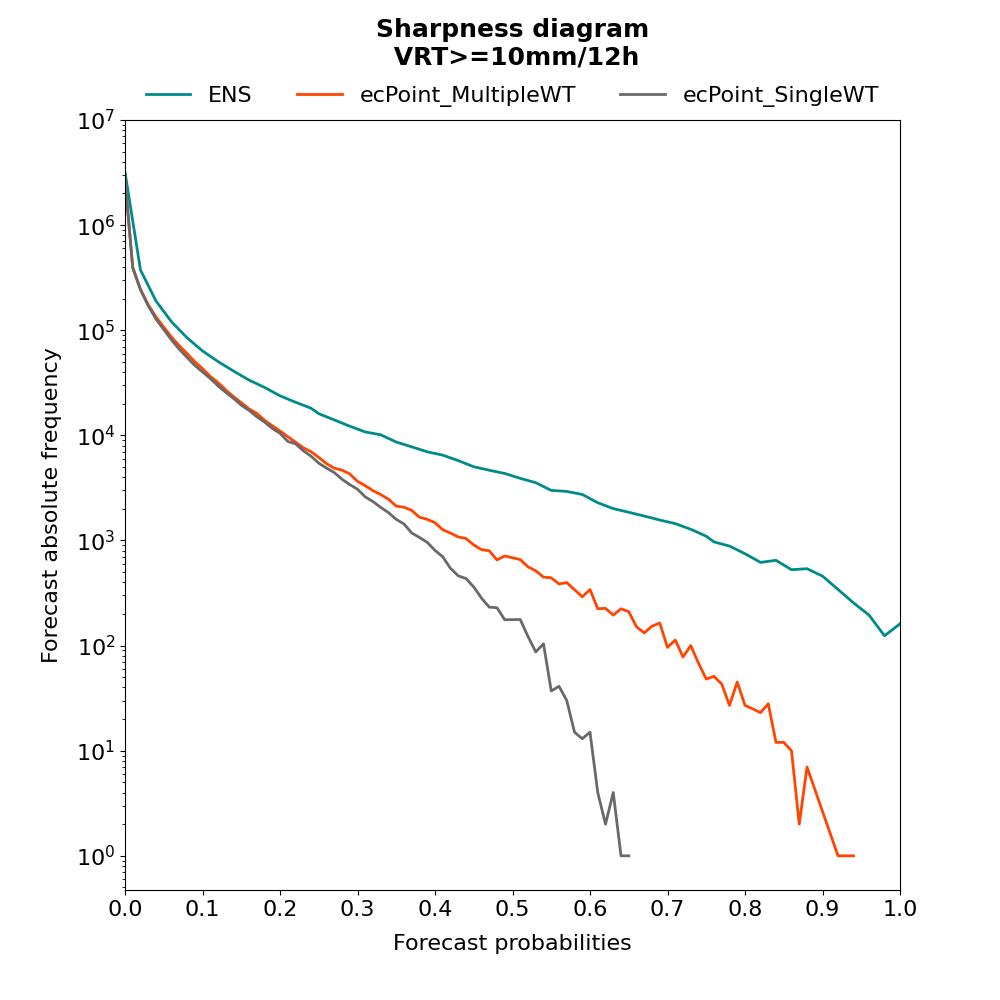 Sharpness diagram
VRT>=10mm/12h
ENS ecPoint_MultipleWT ecPoint_SingleWT
10⁷
10⁶
10⁵
10⁴
10³
10²
10¹
10⁰
Forecast absolute frequency
0.0 0.1 0.2 0.3 0.4 0.5 0.6 0.7 0.8 0.9 1.0
Forecast probabilities